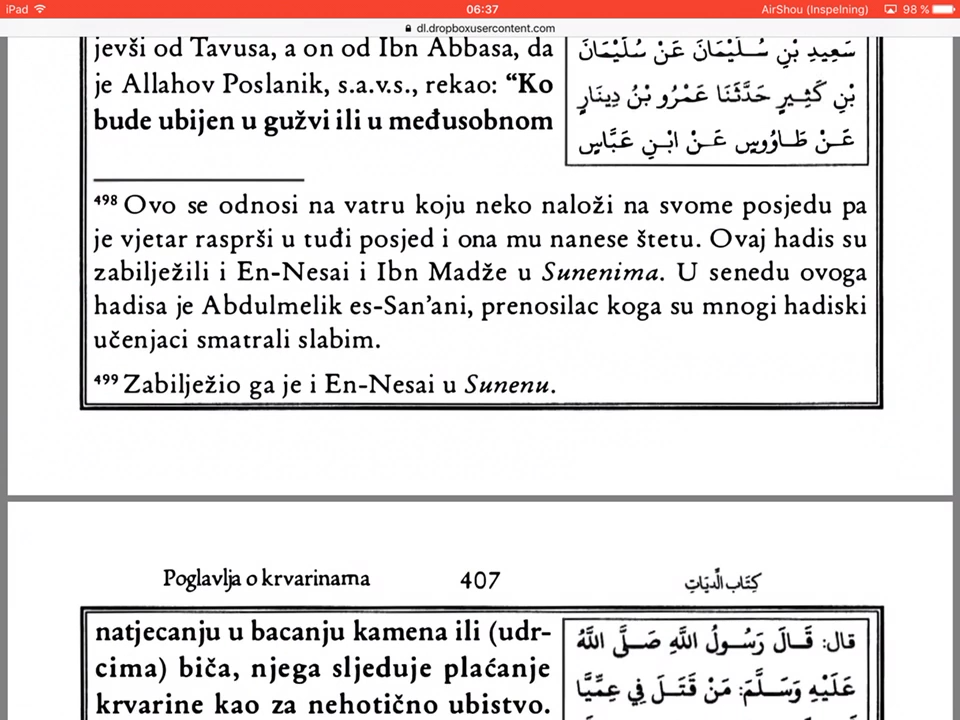 iPad 06:37 AirShou (Inspelning) 98 %
dl.dropboxusercontent.com
jevši od Tavusa, a on od Ibn Abbasa, da
je Allahov Poslanik, s.a.v.s., rekao: “Ko
bude ubijen u gužvi ili u međusobnom
سَعِيدِ بْنِ سُلَيْمَانَ عَنْ سُلَيْمَانَ
بْنِ كَثِيرٍ حَدَّثَنَا عَمْرُو بْنُ دِينَارٍ
عَنْ طَاوُوسٍ عَنْ ابْنِ عَبَّاسٍ
498 Ovo se odnosi na vatru koju neko naloži na svome posjedu pa
je vjetar rasprši u tuđi posjed i ona mu nanese štetu. Ovaj hadis su
zabilježili i En-Nesai i Ibn Madže u Sunenima. U senedu ovoga
hadisa je Abdulmelik es-San’ani, prenosilac koga su mnogi hadiski
učenjaci smatrali slabim.
499 Zabilježio ga je i En-Nesai u Sunenu.
Poglavlja o krvarinama 407 كِتَاب الدِّيَاتِ
natjecanju u bacanju kamena ili (udr-
cima) biča, njega sljeduje plaćanje
krvarine kao za nehotično ubistvo.
قال: قَالَ رَسُولُ اللَّهِ صَلَّى اللَّهُ
عَلَيْهِ وَسَلَّمَ: مَنْ قَتَلَ فِي عِمِّيَّا